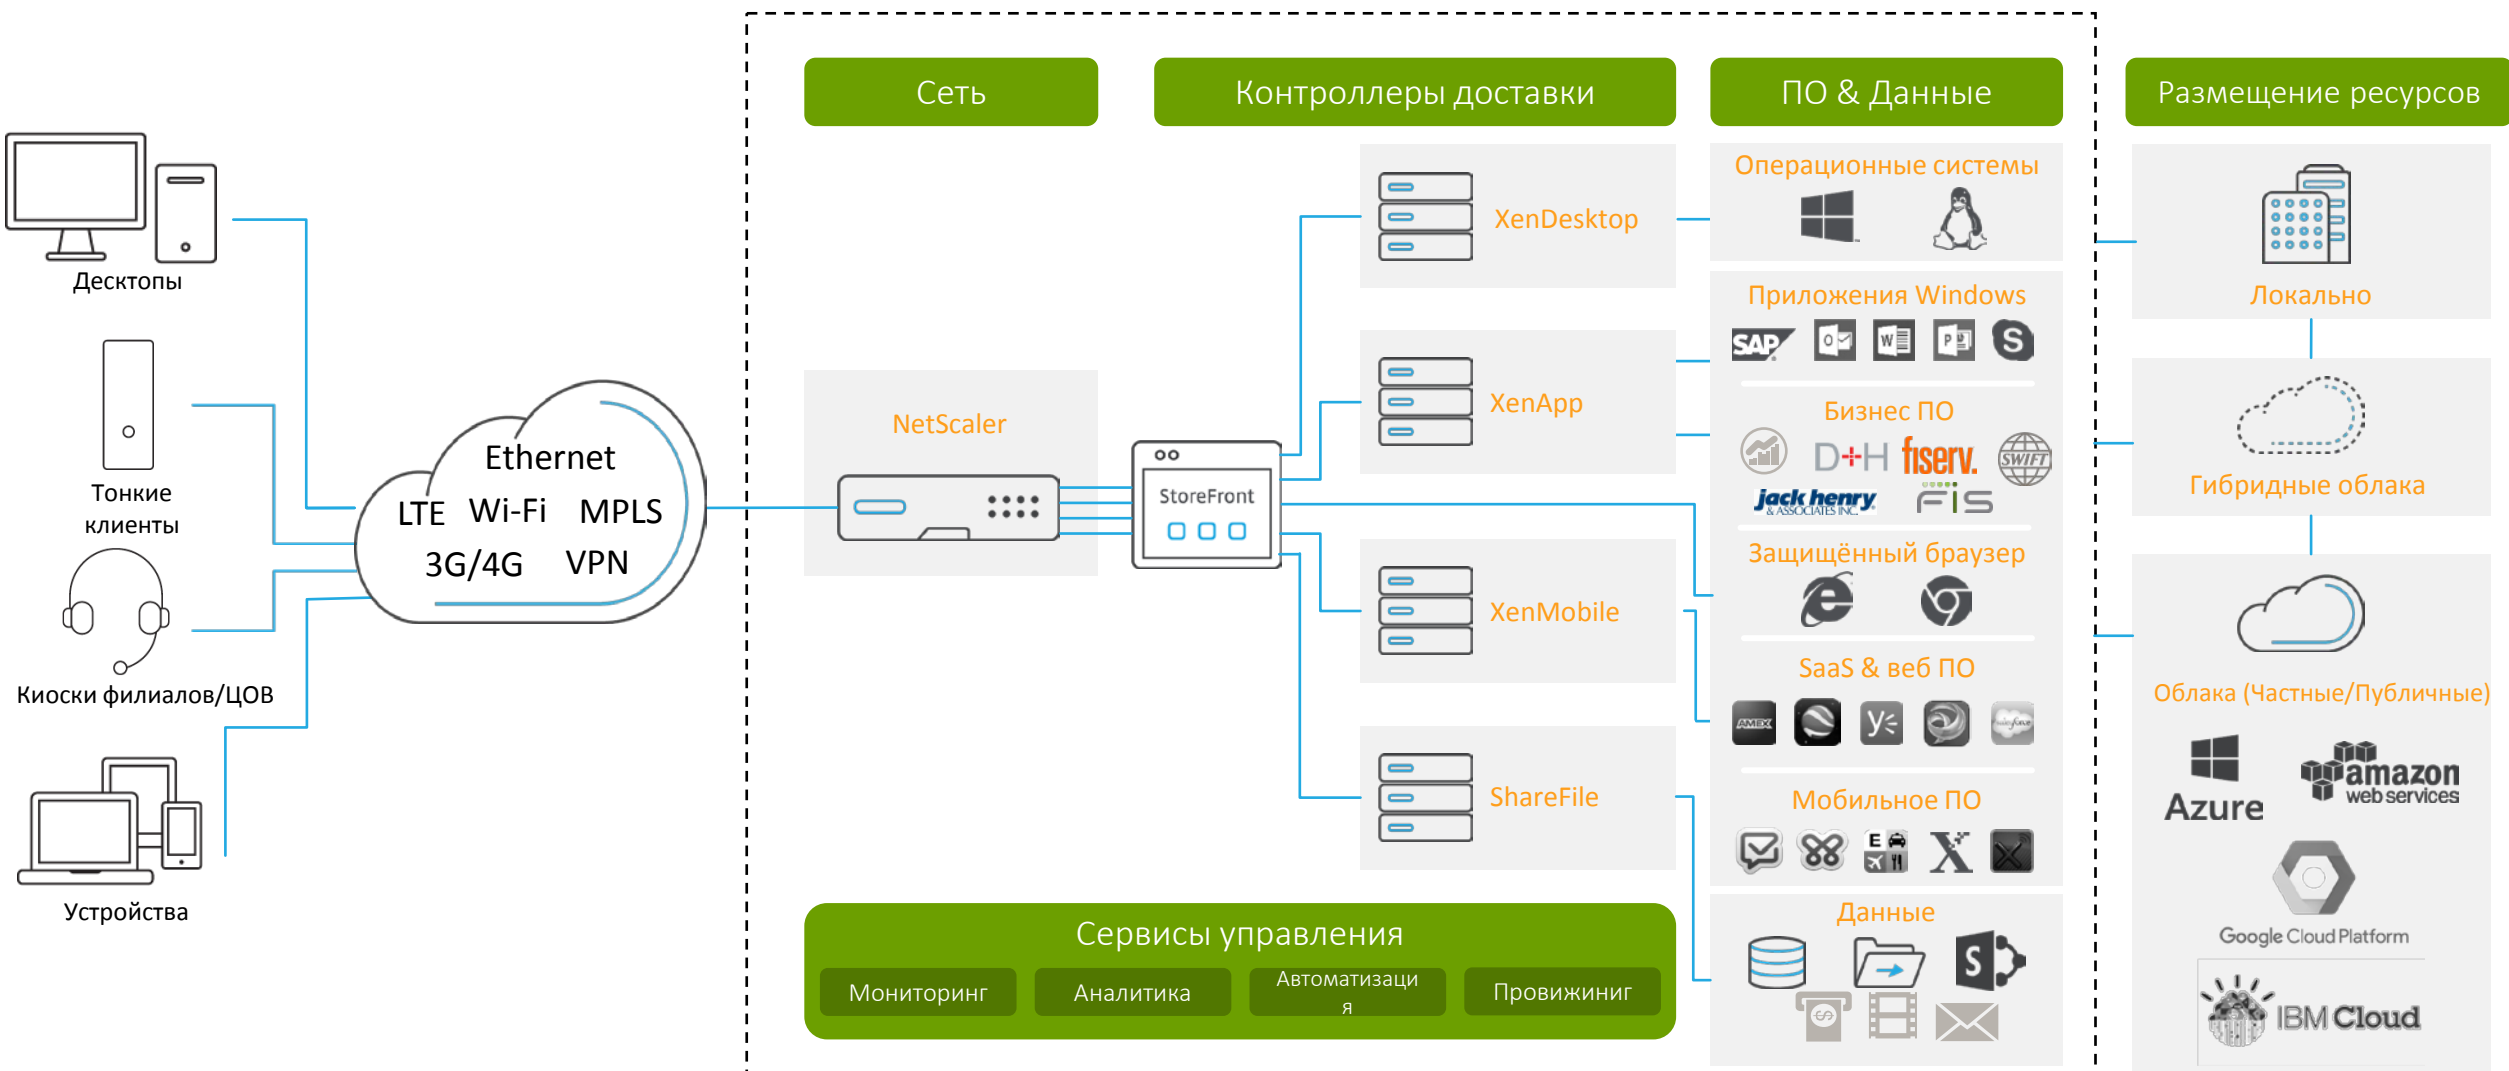 Сеть
Контроллеры доставки
ПО & Данные
Размещение ресурсов
Десктопы
Тонкие
клиенты
Киоски филиалов/ЦОВ
Устройства
Ethernet
LTE Wi-Fi MPLS
3G/4G VPN
NetScaler
StoreFront
XenDesktop
XenApp
XenMobile
ShareFile
Операционные системы
Приложения Windows
SAP
Бизнес ПО
D+H fiserv. SWIFT
jack henry
& ASSOCIATES INC.
FIS
Защищённый браузер
SaaS & веб ПО
AMEX
salesforce
Мобильное ПО
Данные
Локально
Гибридные облака
Облака (Частные/Публичные)
Azure
amazon
web services
Google Cloud Platform
IBM Cloud
Сервисы управления
Мониторинг
Аналитика
Автоматизаци
я
Провижиниг